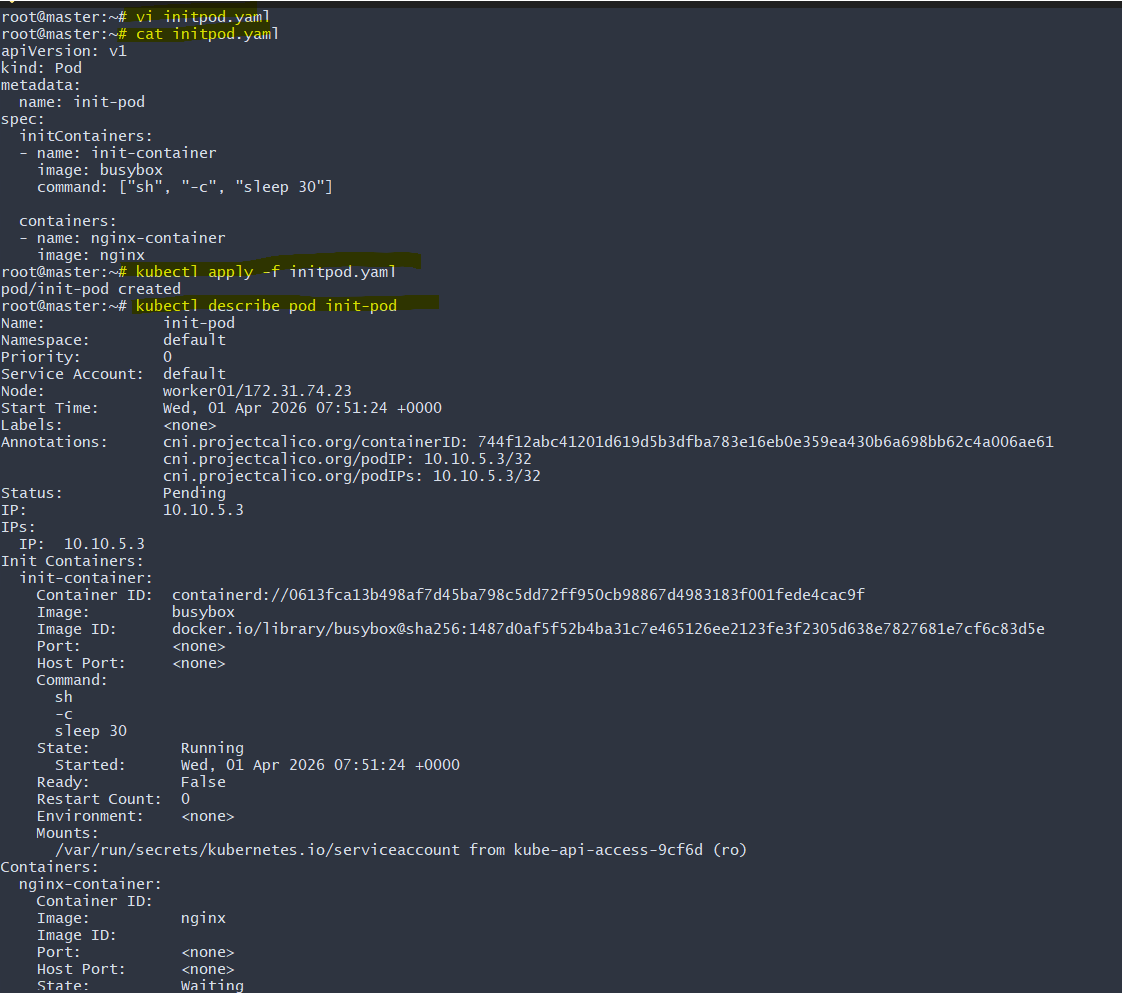 root@master:~# vi initpod.yaml
root@master:~# cat initpod.yaml
apiVersion: v1
kind: Pod
metadata:
  name: init-pod
spec:
  initContainers:
  - name: init-container
    image: busybox
    command: ["sh", "-c", "sleep 30"]

  containers:
  - name: nginx-container
    image: nginx
root@master:~# kubectl apply -f initpod.yaml
pod/init-pod created
root@master:~# kubectl describe pod init-pod
Name:             init-pod
Namespace:        default
Priority:         0
Service Account:  default
Node:             worker01/172.31.74.23
Start Time:       Wed, 01 Apr 2026 07:51:24 +0000
Labels:           <none>
Annotations:      cni.projectcalico.org/containerID: 744f12abc41201d619d5b3dfba783e16eb0e359ea430b6a698bb62c4a006ae61
                  cni.projectcalico.org/podIP: 10.10.5.3/32
                  cni.projectcalico.org/podIPs: 10.10.5.3/32
Status:           Pending
IP:               10.10.5.3
IPs:
  IP:  10.10.5.3
Init Containers:
  init-container:
    Container ID:  containerd://0613fca13b498af7d45ba798c5dd72ff950cb98867d4983183f001fede4cac9f
    Image:         busybox
    Image ID:      docker.io/library/busybox@sha256:1487d0af5f52b4ba31c7e465126ee2123fe3f2305d638e7827681e7cf6c83d5e
    Port:          <none>
    Host Port:     <none>
    Command:
      sh
      -c
      sleep 30
    State:          Running
      Started:      Wed, 01 Apr 2026 07:51:24 +0000
    Ready:          False
    Restart Count:  0
    Environment:    <none>
    Mounts:
      /var/run/secrets/kubernetes.io/serviceaccount from kube-api-access-9cf6d (ro)
Containers:
  nginx-container:
    Container ID:
    Image:          nginx
    Image ID:
    Port:           <none>
    Host Port:      <none>
    State:          Waiting